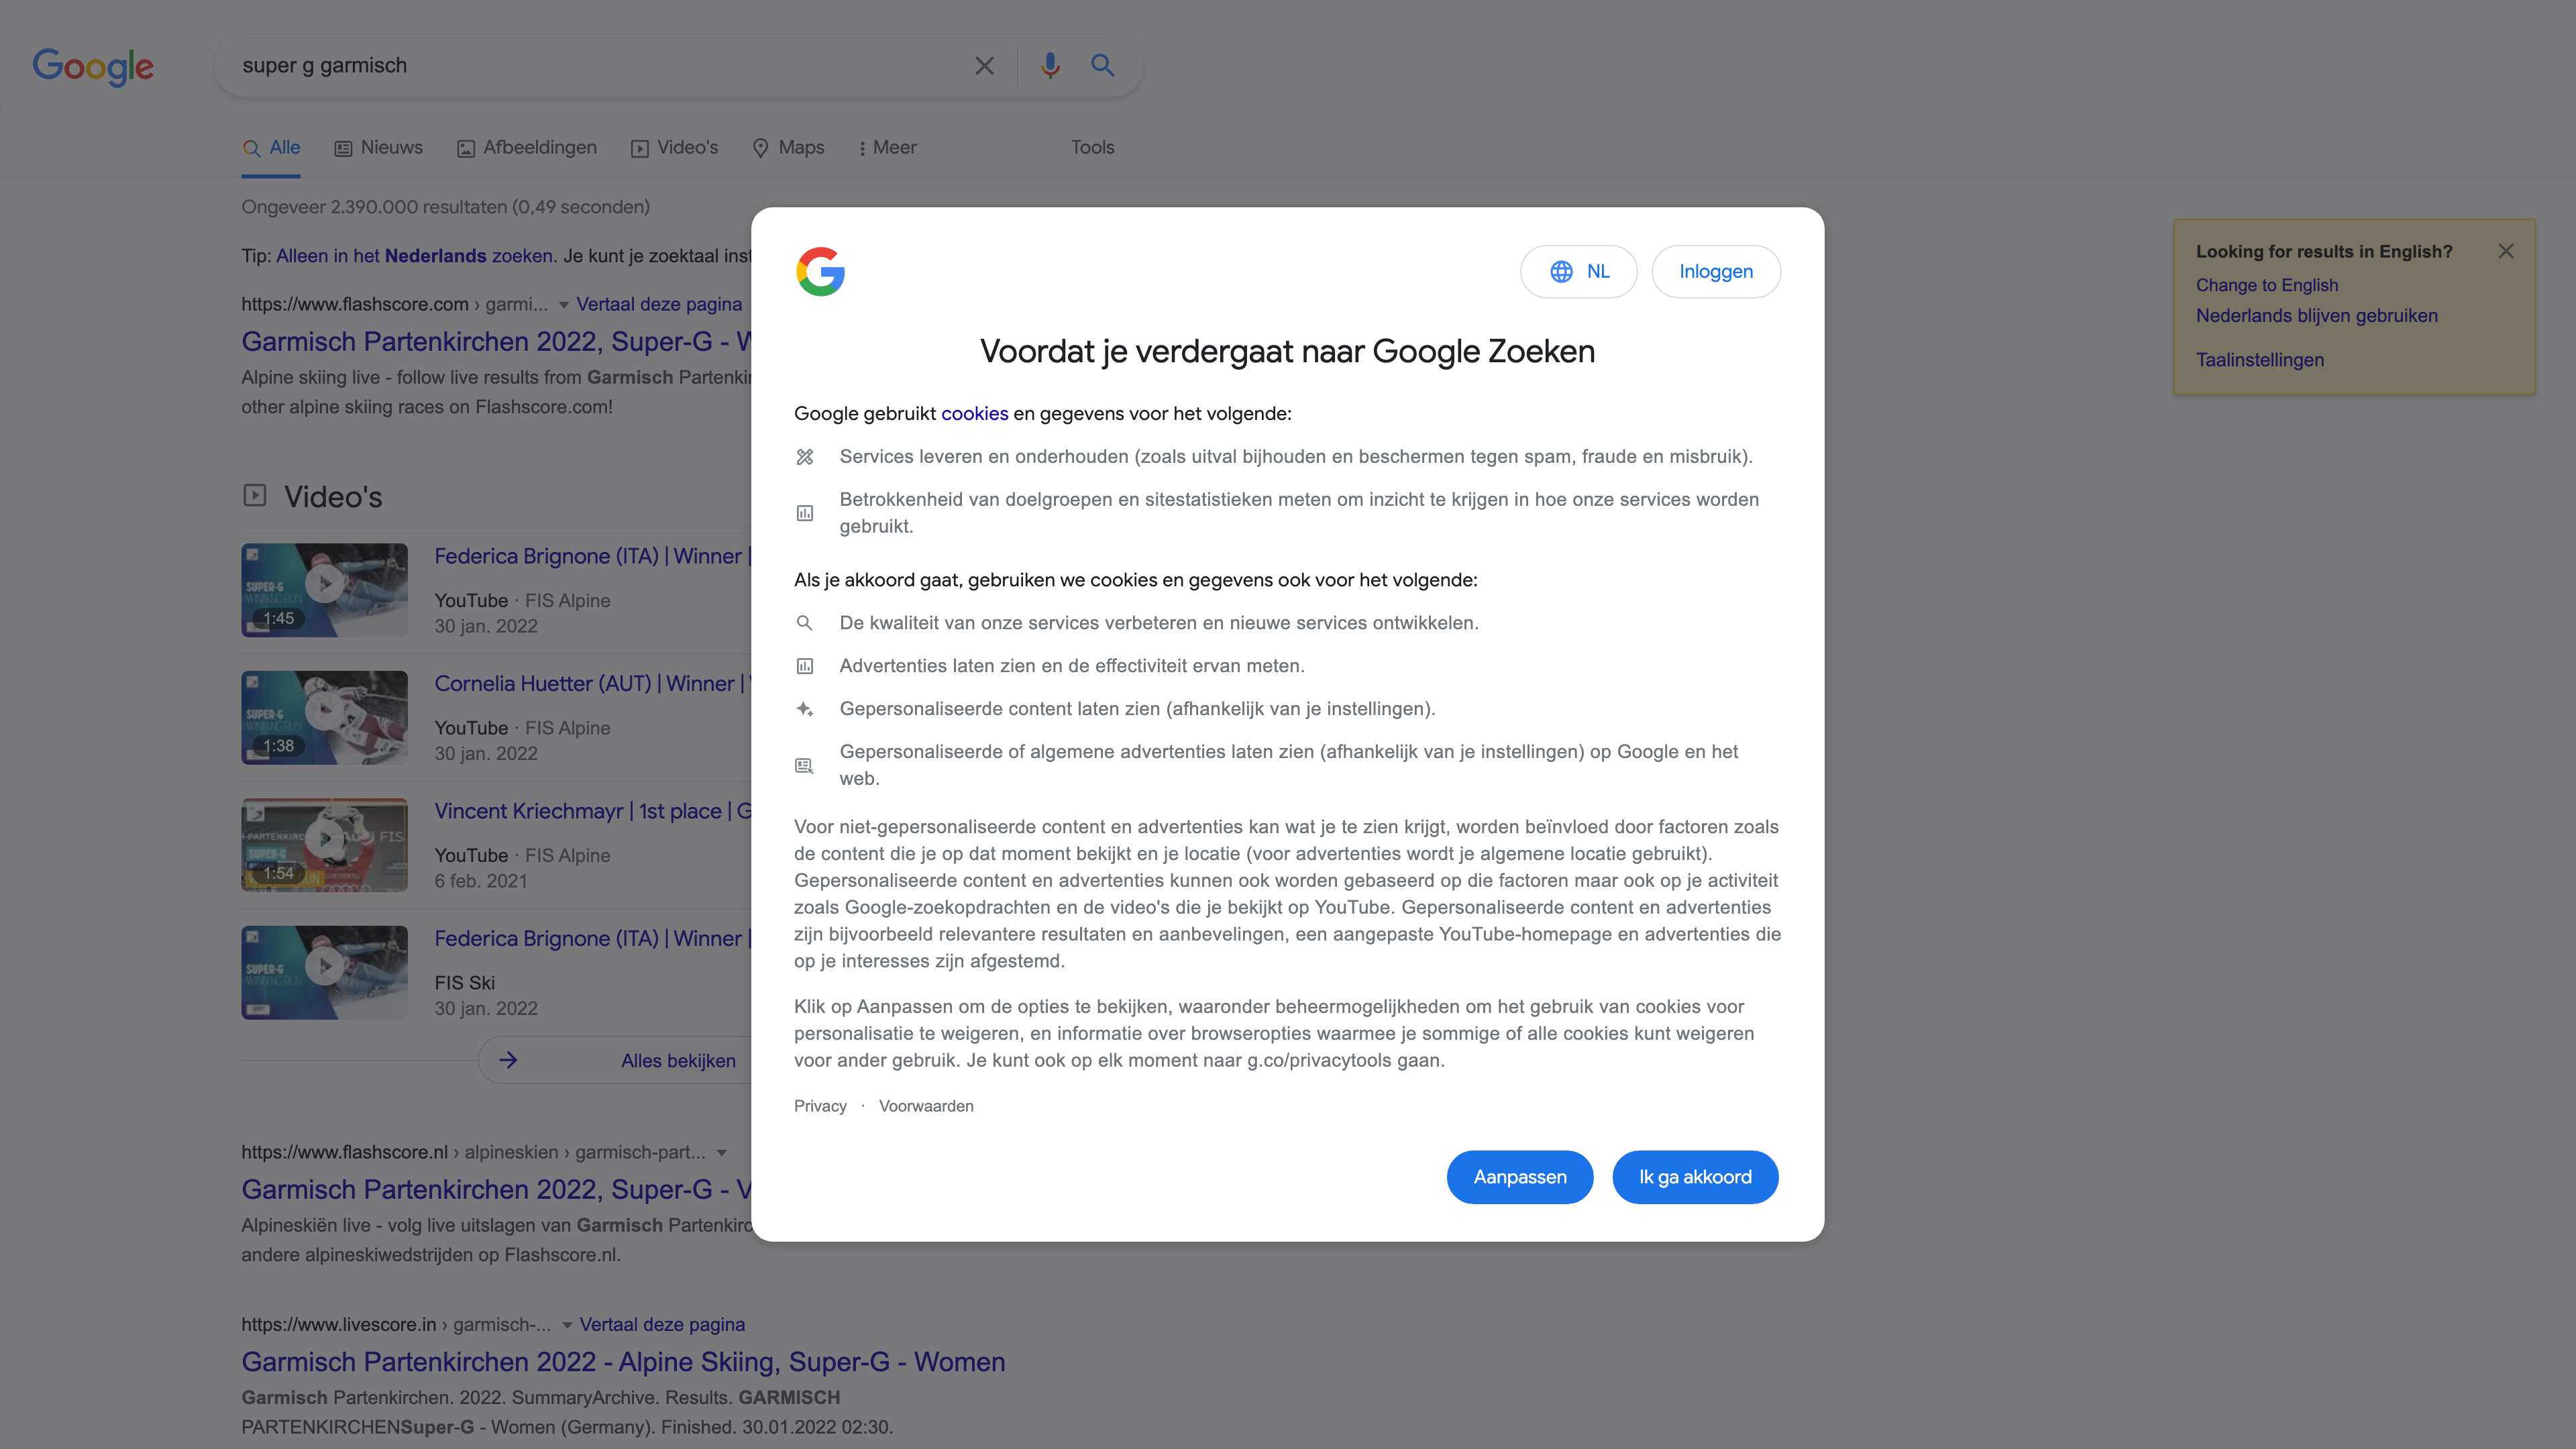 Google
super g garmisch
Alle
Nieuws
Afbeeldingen
Video's
Maps
Meer
Tools
Ongeveer 2.390.000 resultaten (0,49 seconden)
Tip: Alleen in het Nederlands zoeken. Je kunt je zoektaal inst
https://www.flashscore.com › garmi... Vertaal deze pagina
Garmisch Partenkirchen 2022, Super-G - W
Alpine skiing live - follow live results from Garmisch Partenki
other alpine skiing races on Flashscore.com!
Video's
SUPER-G
1:45
Federica Brignone (ITA) | Winner |
YouTube · FIS Alpine
30 jan. 2022
SUPER-G
1:38
Cornelia Huetter (AUT) | Winner |
YouTube · FIS Alpine
30 jan. 2022
SUPER-G
1:54
Vincent Kriechmayr | 1st place | G
YouTube · FIS Alpine
6 feb. 2021
SUPER-G
Federica Brignone (ITA) | Winner |
FIS Ski
30 jan. 2022
Alles bekijken
https://www.flashscore.nl › alpineskien › garmisch-part...
Garmisch Partenkirchen 2022, Super-G - V
Alpineskiën live - volg live uitslagen van Garmisch Partenkirc
andere alpineskiwedstrijden op Flashscore.nl.
https://www.livescore.in › garmisch-... Vertaal deze pagina
Garmisch Partenkirchen 2022 - Alpine Skiing, Super-G - Women
Garmisch Partenkirchen. 2022. SummaryArchive. Results. GARMISCH
PARTENKIRCHENSuper-G - Women (Germany). Finished. 30.01.2022 02:30.
NL
Inloggen
Voordat je verdergaat naar Google Zoeken
Google gebruikt cookies en gegevens voor het volgende:
Services leveren en onderhouden (zoals uitval bijhouden en beschermen tegen spam, fraude en misbruik).
Betrokkenheid van doelgroepen en sitestatistieken meten om inzicht te krijgen in hoe onze services worden
gebruikt.
Als je akkoord gaat, gebruiken we cookies en gegevens ook voor het volgende:
De kwaliteit van onze services verbeteren en nieuwe services ontwikkelen.
Advertenties laten zien en de effectiviteit ervan meten.
Gepersonaliseerde content laten zien (afhankelijk van je instellingen).
Gepersonaliseerde of algemene advertenties laten zien (afhankelijk van je instellingen) op Google en het
web.
Voor niet-gepersonaliseerde content en advertenties kan wat je te zien krijgt, worden beïnvloed door factoren zoals
de content die je op dat moment bekijkt en je locatie (voor advertenties wordt je algemene locatie gebruikt).
Gepersonaliseerde content en advertenties kunnen ook worden gebaseerd op die factoren maar ook op je activiteit
zoals Google-zoekopdrachten en de video's die je bekijkt op YouTube. Gepersonaliseerde content en advertenties
zijn bijvoorbeeld relevantere resultaten en aanbevelingen, een aangepaste YouTube-homepage en advertenties die
op je interesses zijn afgestemd.
Klik op Aanpassen om de opties te bekijken, waaronder beheermogelijkheden om het gebruik van cookies voor
personalisatie te weigeren, en informatie over browseropties waarmee je sommige of alle cookies kunt weigeren
voor ander gebruik. Je kunt ook op elk moment naar g.co/privacytools gaan.
Privacy · Voorwaarden
Aanpassen
Ik ga akkoord
Looking for results in English?
Change to English
Nederlands blijven gebruiken
Taalinstellingen